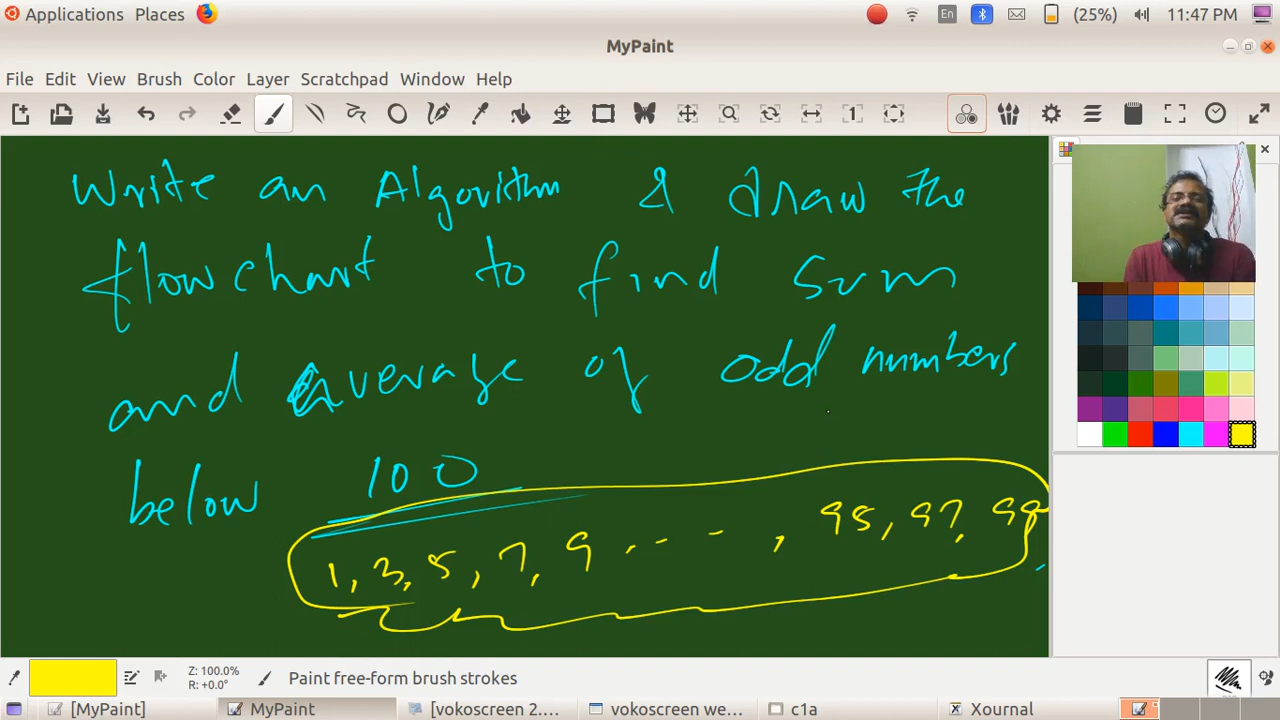 Applications Places En (25%) 11:47 PM
MyPaint
File Edit View Brush Color Layer Scratchpad Window Help
Write an Algorithm & draw the
flowchart to find sum
and average of odd numbers
below 100
1, 3, 5, 7, 9 . - - - , 95, 97, 99
Z: 100.0%
R: +0.0°
Paint free-form brush strokes
[MyPaint] MyPaint [vokoscreen 2.... vokoscreen we... c1a Xournal